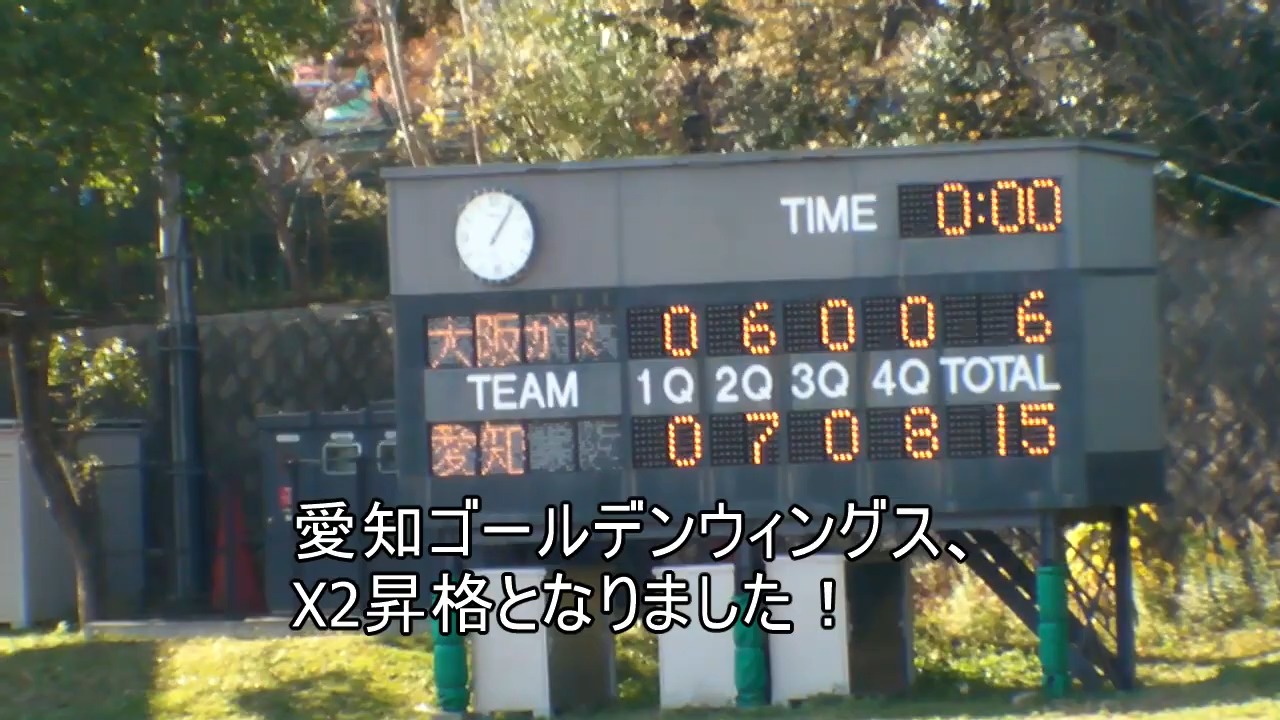 TIME 0:00
大阪ガス 0 6 0 0 6
TEAM 1Q 2Q 3Q 4Q TOTAL
愛知 0 7 0 8 15
愛知ゴールデンウィングス、
X2昇格となりました！